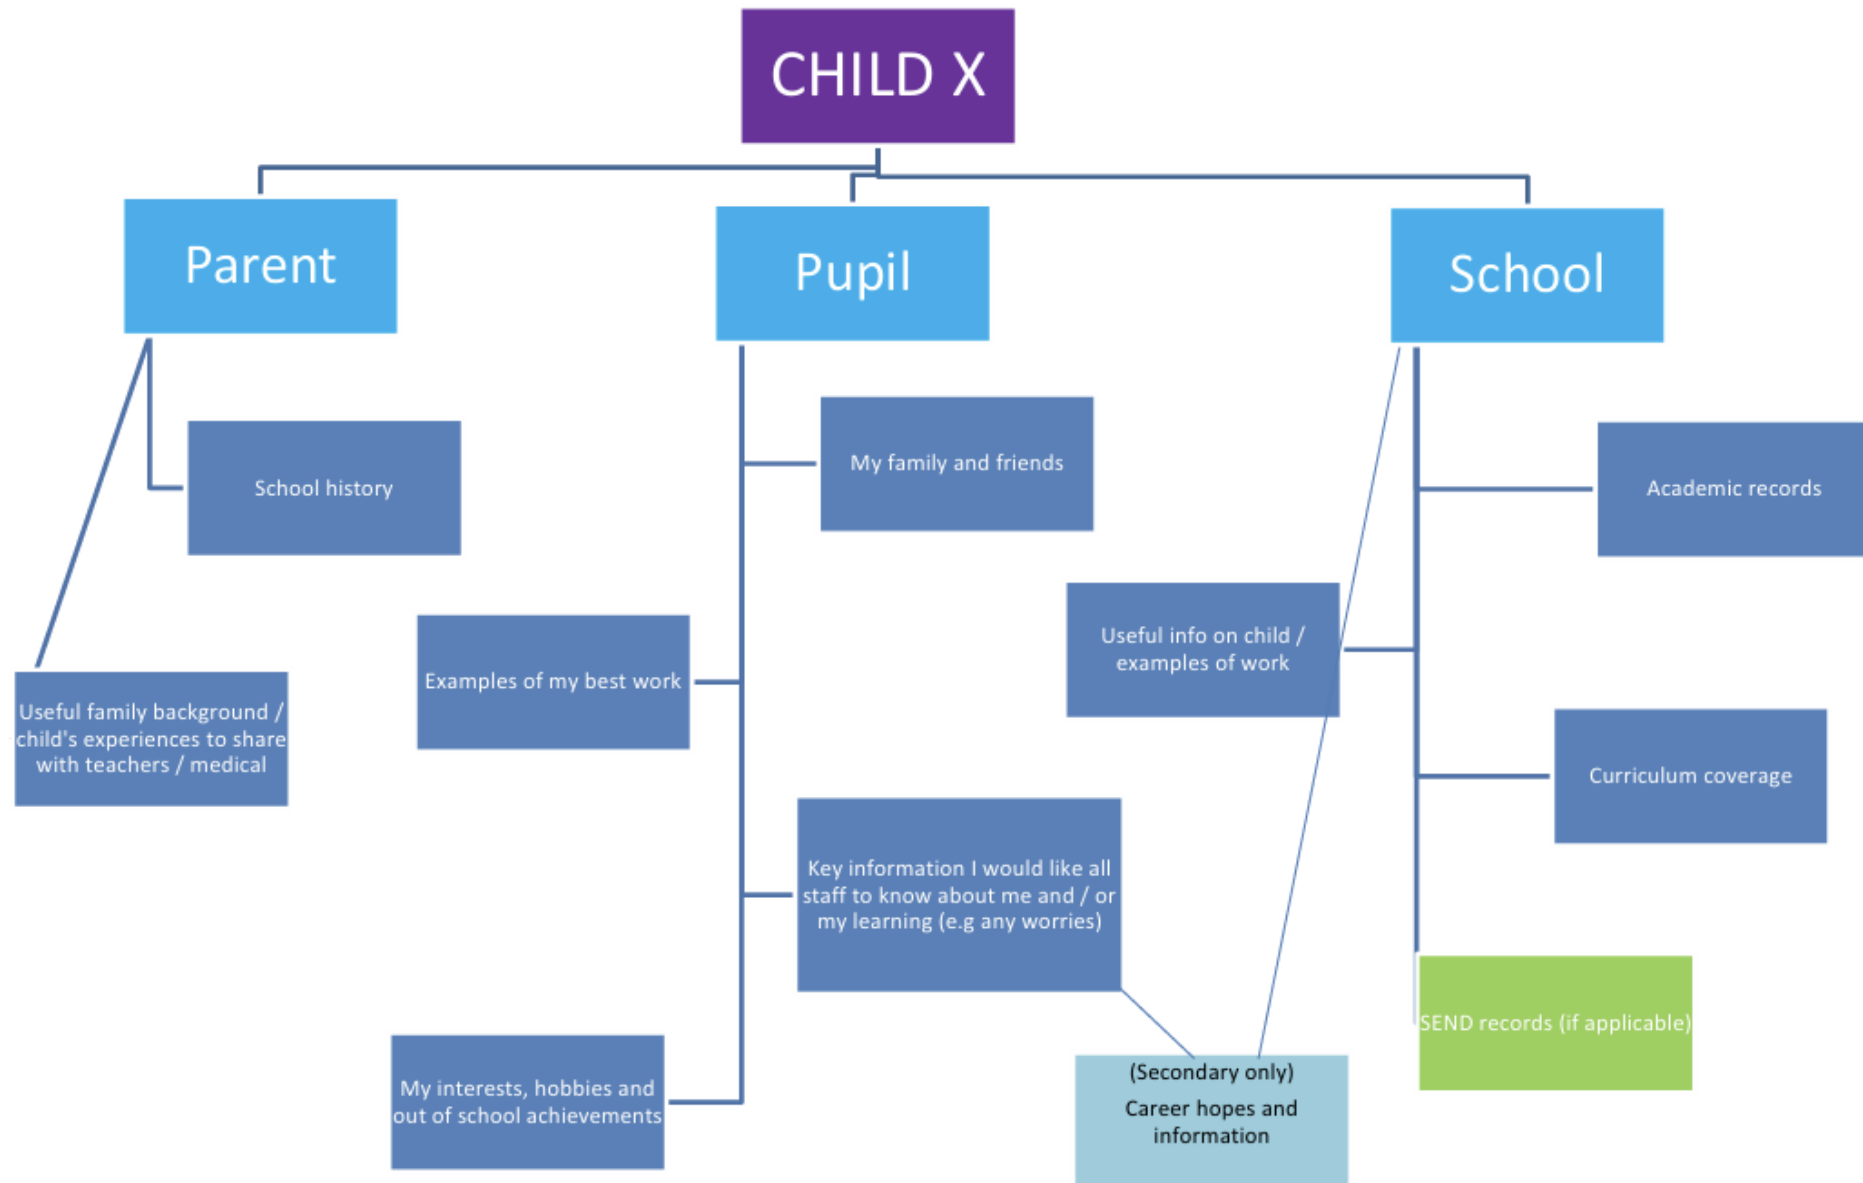 CHILD X
Parent
Pupil
School
School history
My family and friends
Academic records
Useful info on child /
examples of work
Examples of my best work
Useful family background /
child's experiences to share
with teachers / medical
Curriculum coverage
Key information I would like all
staff to know about me and / or
my learning (e.g any worries)
SEND records (if applicable)
My interests, hobbies and
out of school achievements
(Secondary only)
Career hopes and
information